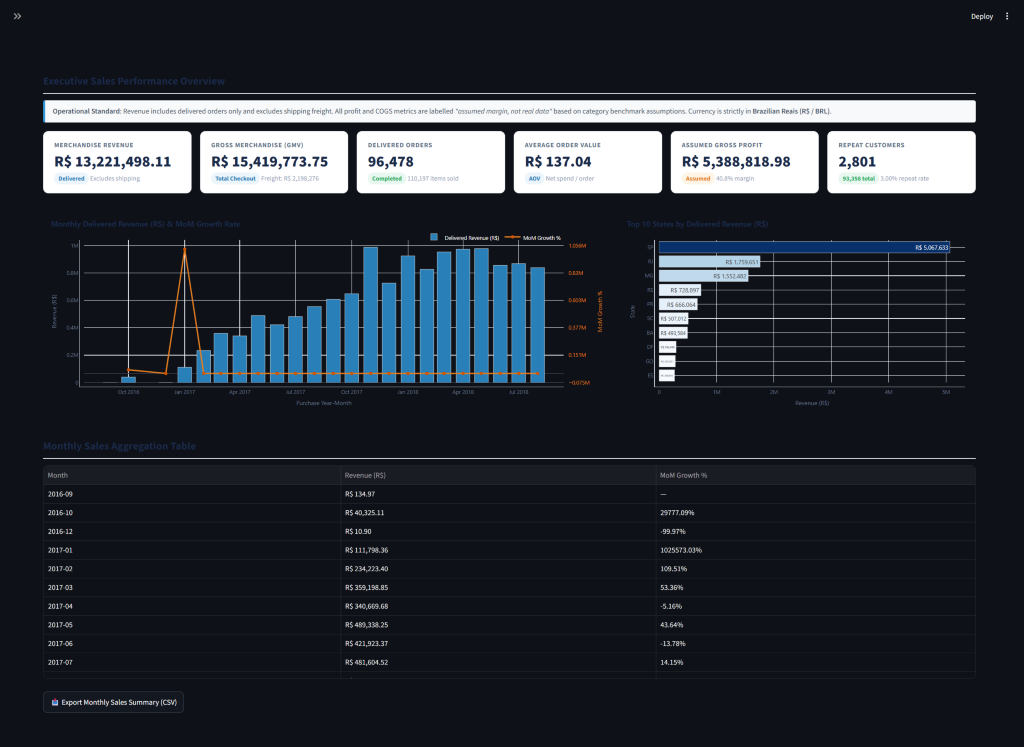 Deploy
Executive Sales Performance Overview
Operational Standard: Revenue includes delivered orders only and excludes shipping freight. All profit and COGS metrics are labelled "assumed margin, not real data" based on category benchmark assumptions. Currency is strictly in Brazilian Reais (R$ / BRL).
MERCHANDISE REVENUE
R$ 13,221,498.11
Delivered Excludes shipping
GROSS MERCHANDISE (GMV)
R$ 15,419,773.75
Total Checkout Freight: R$ 2,198,276
DELIVERED ORDERS
96,478
Completed 110,197 items sold
AVERAGE ORDER VALUE
R$ 137.04
AOV Net spend / order
ASSUMED GROSS PROFIT
R$ 5,388,818.98
Assumed 40.8% margin
REPEAT CUSTOMERS
2,801
93,358 total 3.00% repeat rate
Monthly Delivered Revenue (R$) & MoM Growth Rate
Delivered Revenue (R$) MoM Growth %
1M
0.8M
0.6M
0.4M
0.2M
0
Revenue (R$)
1.056M
0.83M
0.603M
0.377M
0.151M
−0.075M
MoM Growth %
Oct 2016 Jan 2017 Apr 2017 Jul 2017 Oct 2017 Jan 2018 Apr 2018 Jul 2018
Purchase Year-Month
Top 10 States by Delivered Revenue (R$)
State
SP R$ 5,067,633
RJ R$ 1,759,651
MG R$ 1,552,482
RS R$ 728,897
PR R$ 666,064
SC R$ 507,012
BA R$ 493,584
DF
GO
ES
0 1M 2M 3M 4M 5M
Revenue (R$)
Monthly Sales Aggregation Table
Month Revenue (R$) MoM Growth %
2016-09 R$ 134.97 —
2016-10 R$ 40,325.11 29777.09%
2016-12 R$ 10.90 -99.97%
2017-01 R$ 111,798.36 1025573.03%
2017-02 R$ 234,223.40 109.51%
2017-03 R$ 359,198.85 53.36%
2017-04 R$ 340,669.68 -5.16%
2017-05 R$ 489,338.25 43.64%
2017-06 R$ 421,923.37 -13.78%
2017-07 R$ 481,604.52 14.15%
Export Monthly Sales Summary (CSV)